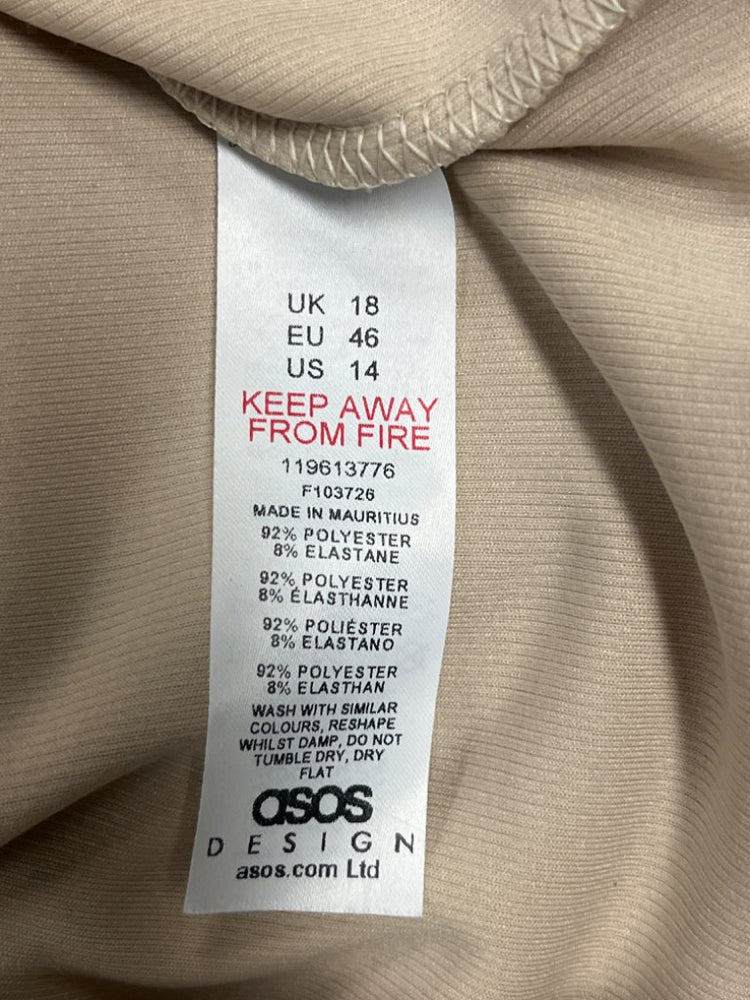 UK 18
EU 46
US 14
KEEP AWAY
FROM FIRE
119613776
F103726
MADE IN MAURITIUS
92% POLYESTER
8% ELASTANE
92% POLYESTER
8% ÉLASTHANNE
92% POLIÉSTER
8% ELASTANO
92% POLYESTER
8% ELASTHAN
WASH WITH SIMILAR
COLOURS, RESHAPE
WHILST DAMP, DO NOT
TUMBLE DRY, DRY
FLAT
asos
DESIGN
asos.com Ltd